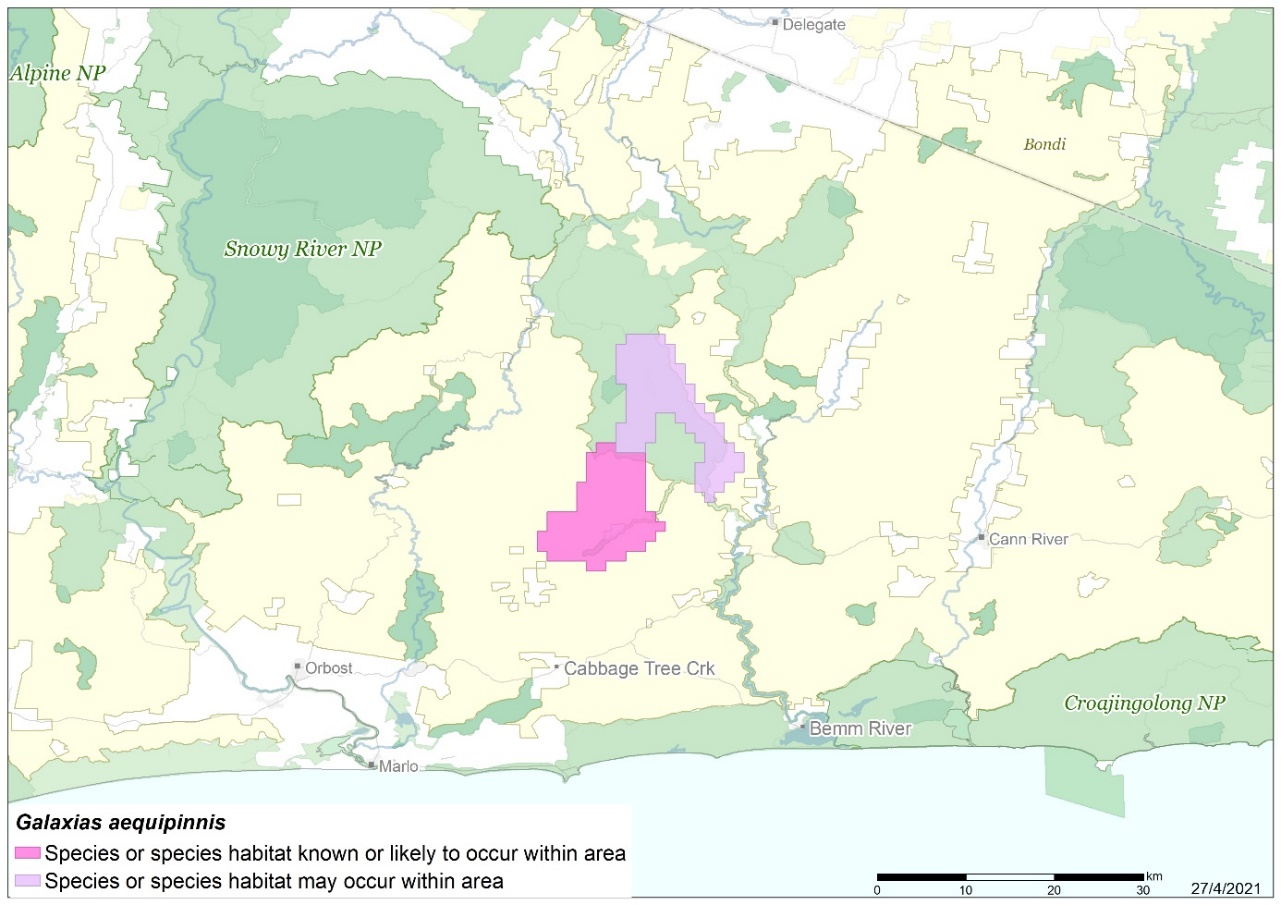 Delegate
Alpine NP
Bondi
Snowy River NP
Cann River
Orbost
Cabbage Tree Crk
Croajingolong NP
Bemm River
Marlo
Galaxias aequipinnis
Species or species habitat known or likely to occur within area
Species or species habitat may occur within area
km
0 10 20 30
27/4/2021